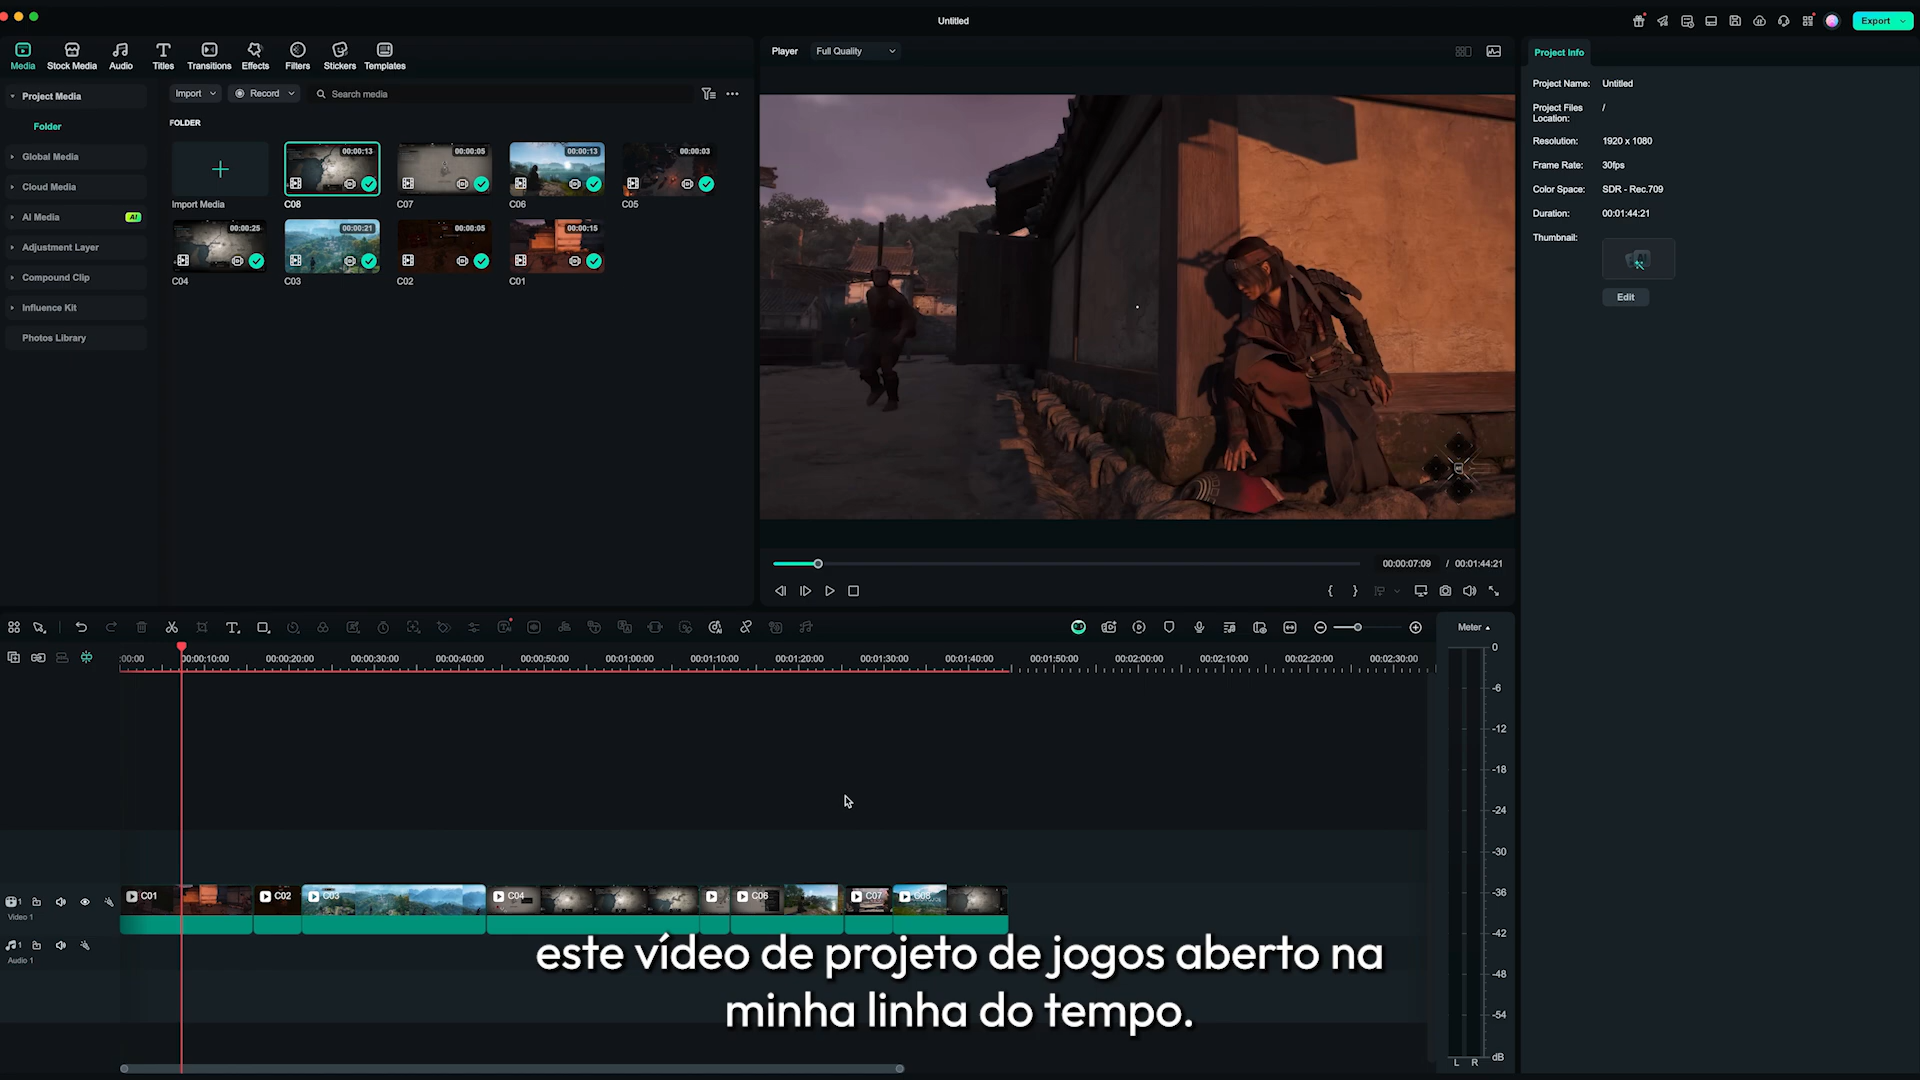 Untitled
Export
Media
Stock Media
Audio
Titles
Transitions
Effects
Filters
Stickers
Templates
Project Media
Folder
Global Media
Cloud Media
AI Media
AI
Adjustment Layer
Compound Clip
Influence Kit
Photos Library
Import
Record
Search media
FOLDER
Import Media
00:00:13
C08
00:00:05
C07
00:00:13
C06
00:00:03
C05
00:00:25
C04
00:00:21
C03
00:00:05
C02
00:00:15
C01
Player
Full Quality
00:00:07:09 / 00:01:44:21
Project Info
Project Name: Untitled
Project Files Location: /
Resolution: 1920 x 1080
Frame Rate: 30fps
Color Space: SDR - Rec.709
Duration: 00:01:44:21
Thumbnail:
Edit
Meter
:00:00 00:00:10:00 00:00:20:00 00:00:30:00 00:00:40:00 00:00:50:00 00:01:00:00 00:01:10:00 00:01:20:00 00:01:30:00 00:01:40:00 00:01:50:00 00:02:00:00 00:02:10:00 00:02:20:00 00:02:30:00
1
Video 1
C01
C02
C03
C04
C06
C07
C08
1
Audio 1
0
-6
-12
-18
-24
-30
-36
-42
-48
-54
dB
L R
este vídeo de projeto de jogos aberto na
minha linha do tempo.